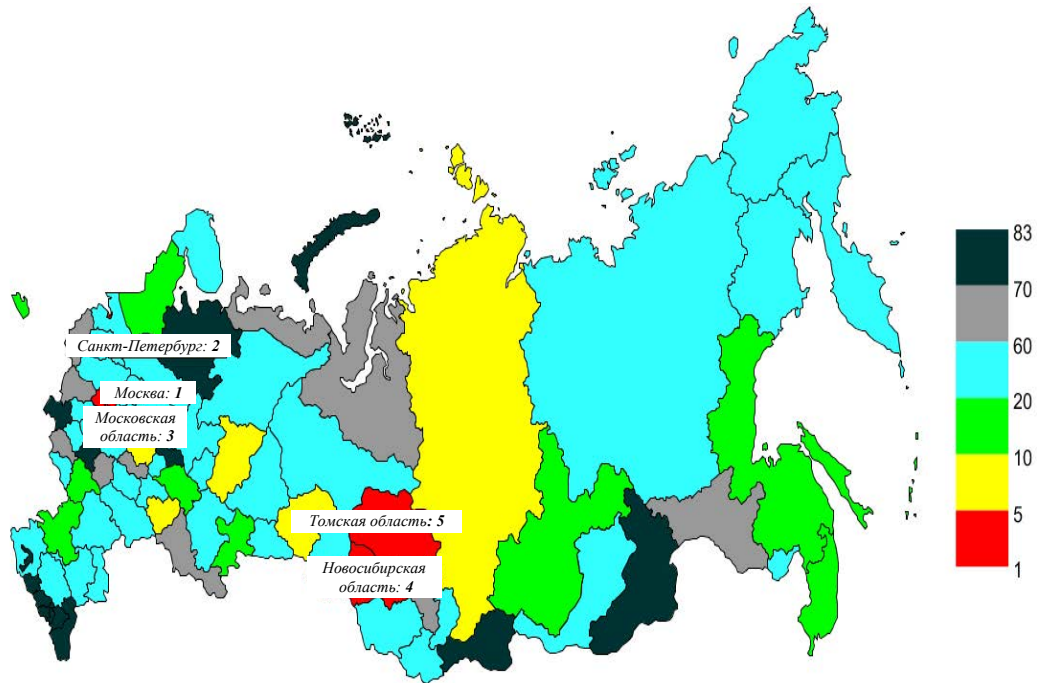 Санкт-Петербург: 2
Москва: 1
Московская
область: 3
Томская область: 5
Новосибирская
область: 4
83
70
60
20
10
5
1